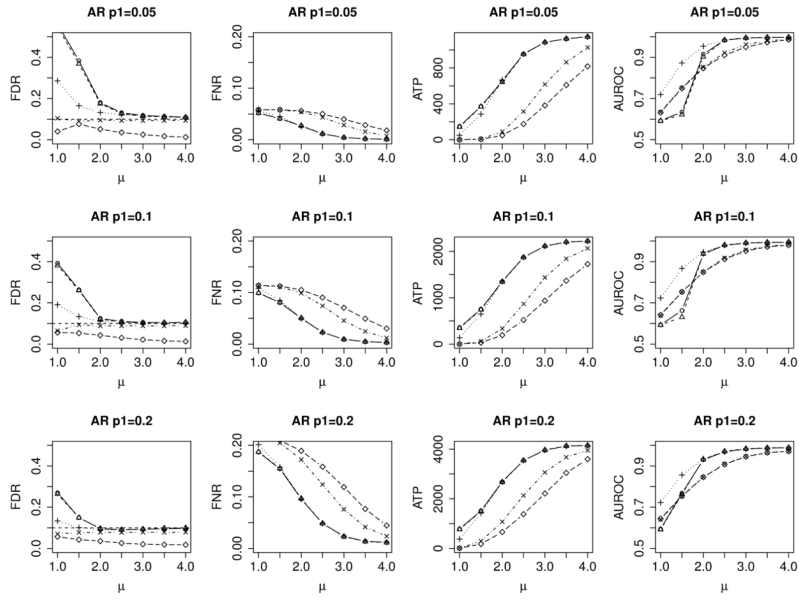 AR p1=0.05
AR p1=0.05
AR p1=0.05
AR p1=0.05
FDR
0.0 0.2 0.4
1.0 2.0 3.0 4.0
μ
FNR
0.00 0.10 0.20
1.0 2.0 3.0 4.0
μ
ATP
0 400 800
1.0 2.0 3.0 4.0
μ
AUROC
0.5 0.7 0.9
1.0 2.0 3.0 4.0
μ
AR p1=0.1
AR p1=0.1
AR p1=0.1
AR p1=0.1
FDR
0.0 0.2 0.4
1.0 2.0 3.0 4.0
μ
FNR
0.00 0.10 0.20
1.0 2.0 3.0 4.0
μ
ATP
0 1000 2000
1.0 2.0 3.0 4.0
μ
AUROC
0.5 0.7 0.9
1.0 2.0 3.0 4.0
μ
AR p1=0.2
AR p1=0.2
AR p1=0.2
AR p1=0.2
FDR
0.0 0.2 0.4
1.0 2.0 3.0 4.0
μ
FNR
0.00 0.10 0.20
1.0 2.0 3.0 4.0
μ
ATP
0 2000 4000
1.0 2.0 3.0 4.0
μ
AUROC
0.5 0.7 0.9
1.0 2.0 3.0 4.0
μ